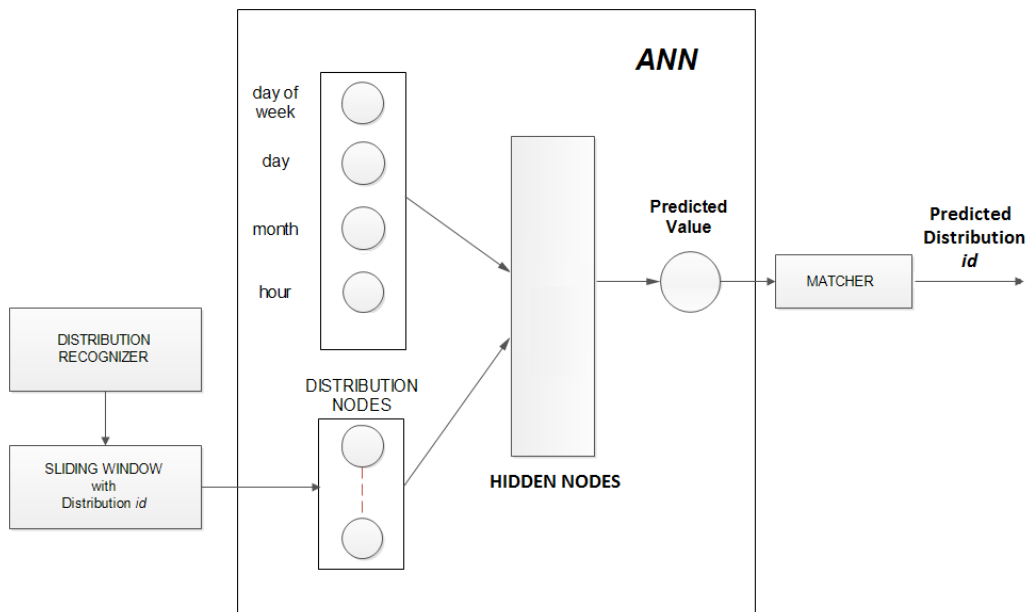 ANN
day of
week
day
month
hour
DISTRIBUTION
RECOGNIZER
SLIDING WINDOW
with
Distribution id
DISTRIBUTION
NODES
HIDDEN NODES
Predicted
Value
MATCHER
Predicted
Distribution
id